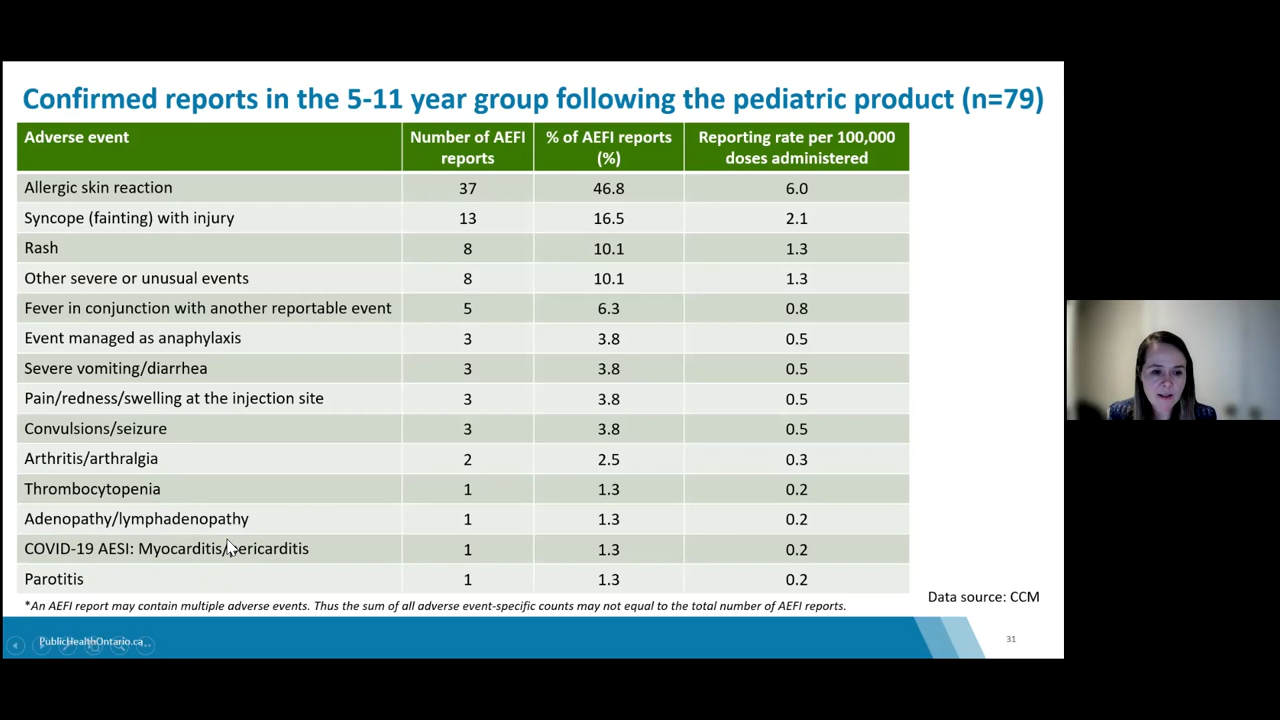 Confirmed reports in the 5-11 year group following the pediatric product (n=79)
Adverse event Number of AEFI reports % of AEFI reports (%) Reporting rate per 100,000 doses administered
Allergic skin reaction 37 46.8 6.0
Syncope (fainting) with injury 13 16.5 2.1
Rash 8 10.1 1.3
Other severe or unusual events 8 10.1 1.3
Fever in conjunction with another reportable event 5 6.3 0.8
Event managed as anaphylaxis 3 3.8 0.5
Severe vomiting/diarrhea 3 3.8 0.5
Pain/redness/swelling at the injection site 3 3.8 0.5
Convulsions/seizure 3 3.8 0.5
Arthritis/arthralgia 2 2.5 0.3
Thrombocytopenia 1 1.3 0.2
Adenopathy/lymphadenopathy 1 1.3 0.2
COVID-19 AESI: Myocarditis/pericarditis 1 1.3 0.2
Parotitis 1 1.3 0.2
*An AEFI report may contain multiple adverse events. Thus the sum of all adverse event-specific counts may not equal to the total number of AEFI reports.
Data source: CCM
PublicHealthOntario.ca
31